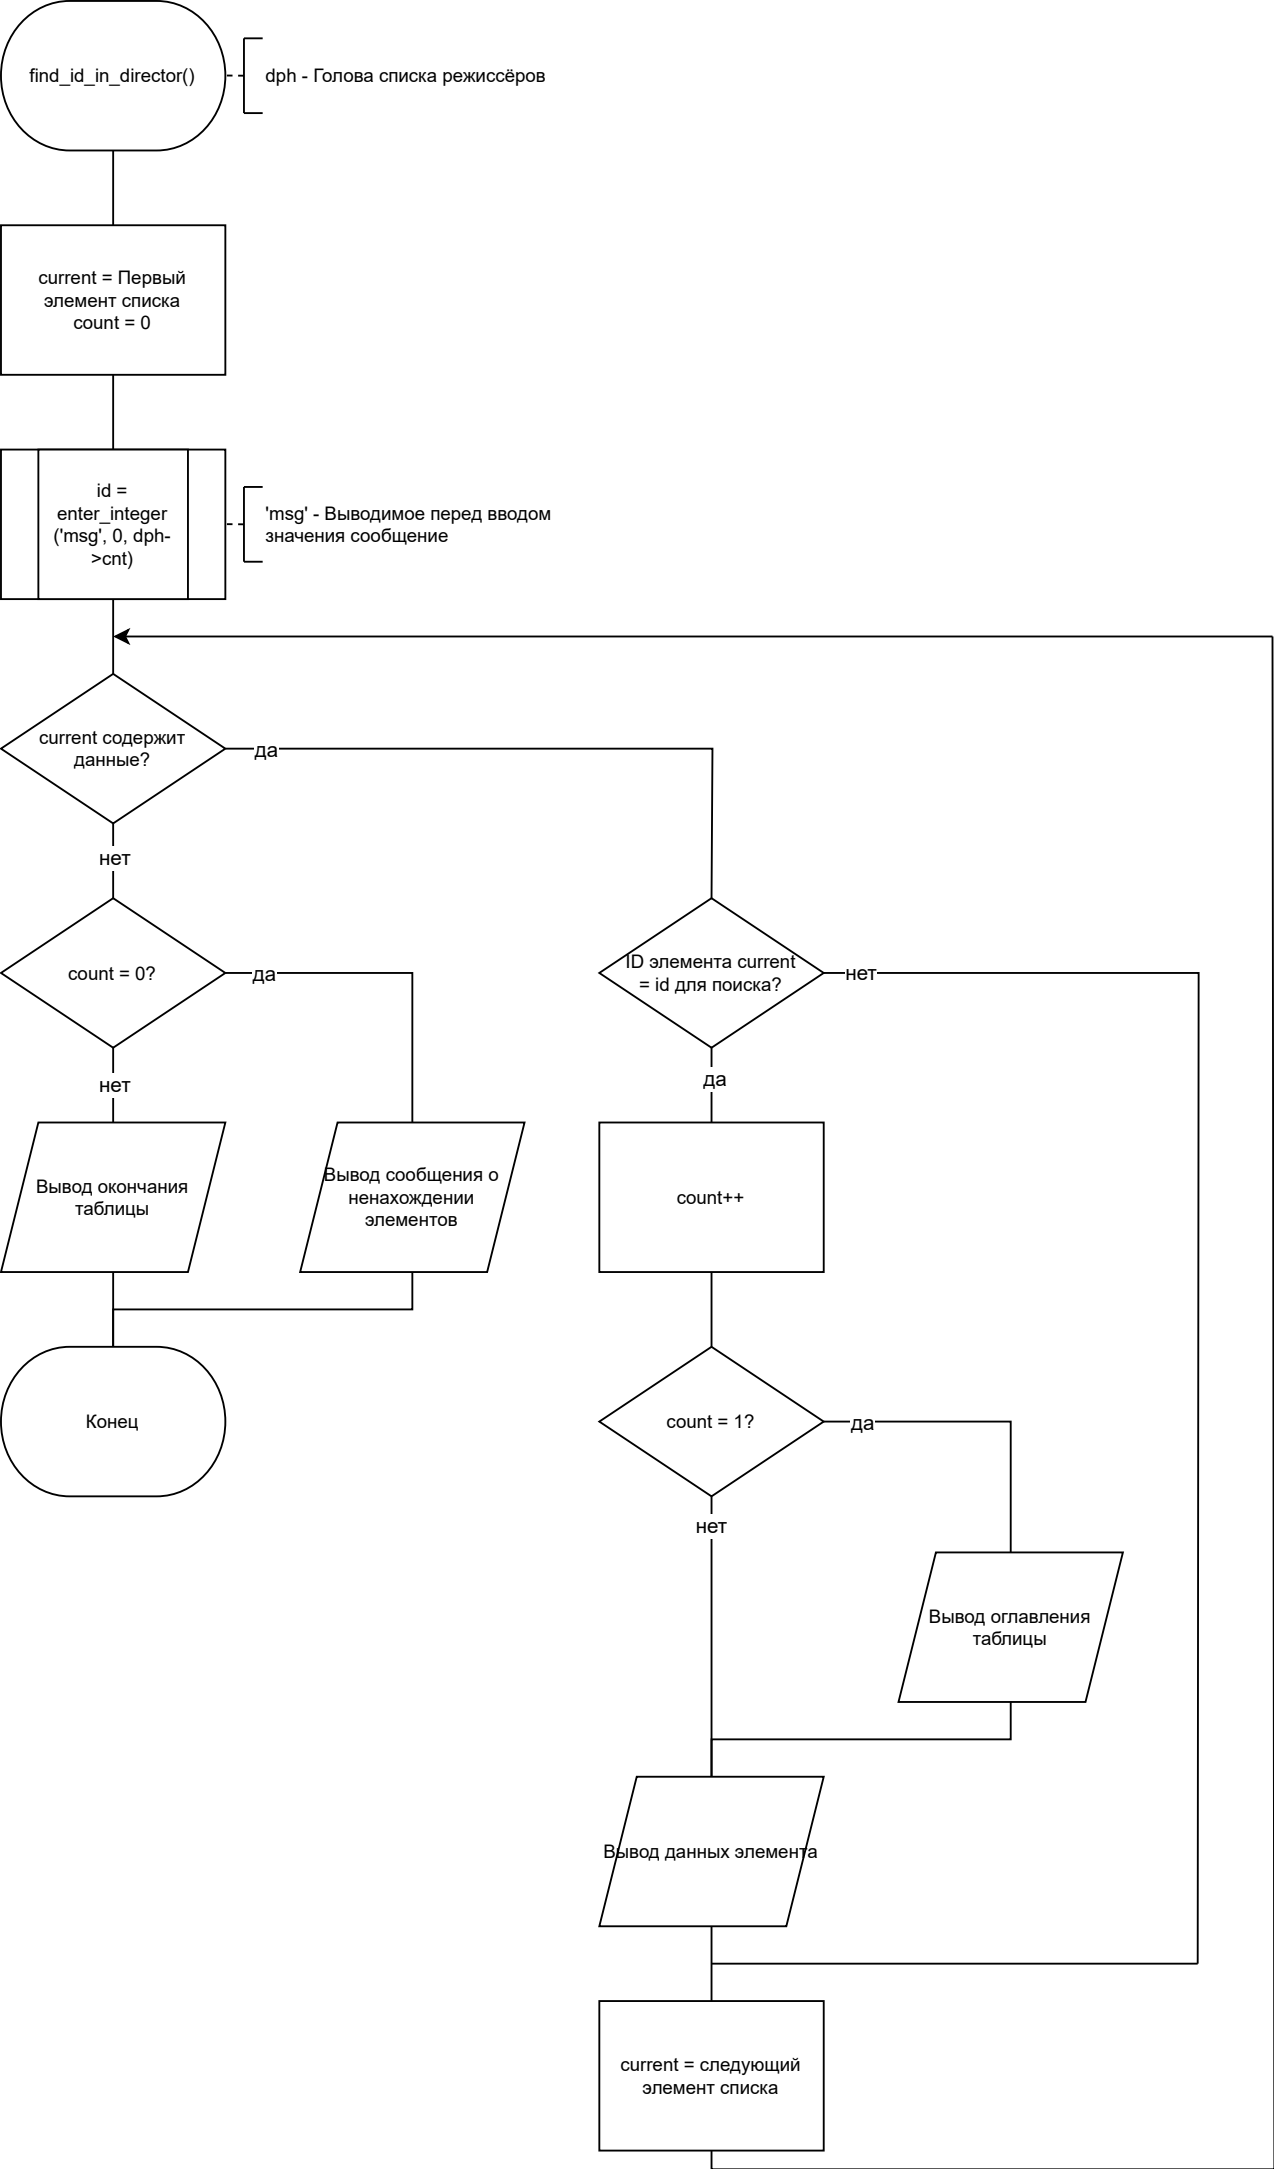 find_id_in_director()
dph - Голова списка режиссёров
current = Первый
элемент списка
count = 0
id =
enter_integer
('msg', 0, dph-
>cnt)
'msg' - Выводимое перед вводом
значения сообщение
current содержит
данные?
да
нет
count = 0?
да
нет
ID элемента current
= id для поиска?
нет
да
Вывод окончания
таблицы
Вывод сообщения о
ненахождении
элементов
count++
Конец
count = 1?
да
нет
Вывод оглавления
таблицы
Вывод данных элемента
current = следующий
элемент списка